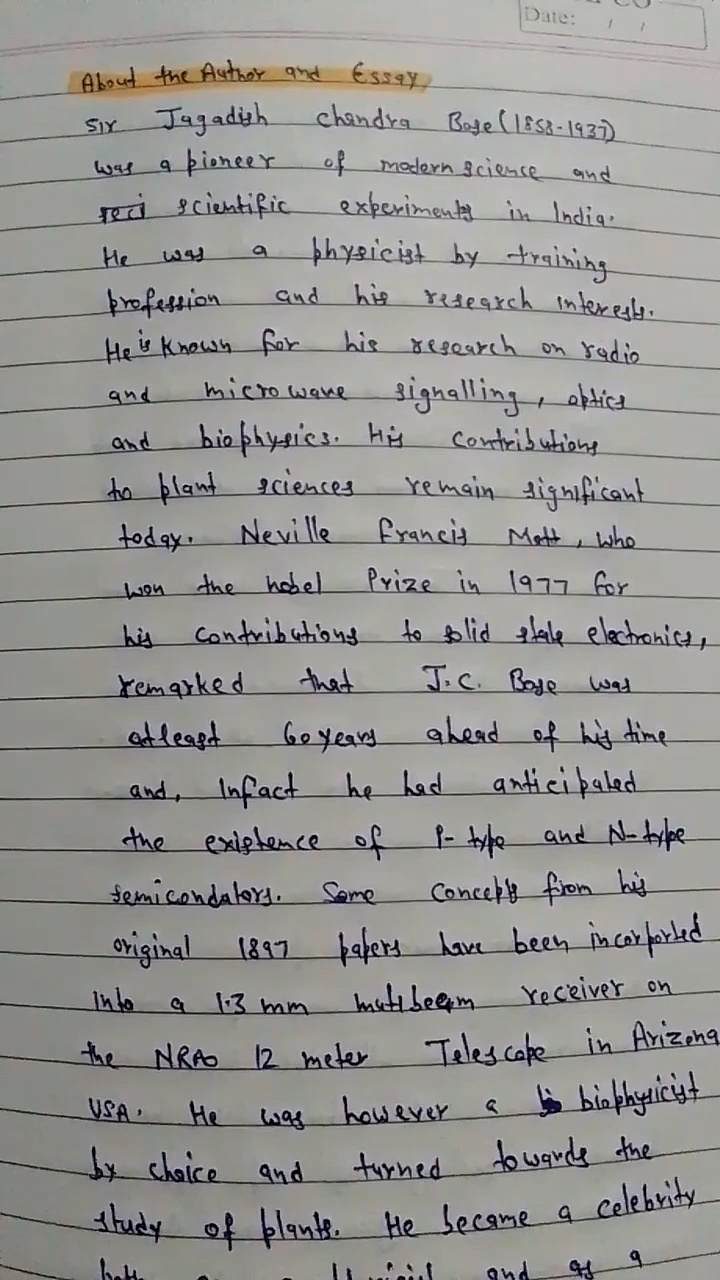 Date: / /
About the Author and Essay
Sir Jagadish chandra Bose (1858-1937)
was a pioneer of modern science and
scientific experiments in India.
He was a physicist by training
profession and his research interests.
He is known for his research on radio
and microwave signalling, optics
and biophysics. His contributions
to plant sciences remain significant
today. Neville Francis Mott, who
won the nobel Prize in 1977 for
his contributions to solid state electronics,
remarked that J.C. Bose was
atleast 60 years ahead of his time
and, Infact he had anticipated
the existence of P-type and N-type
semicondators. Some concepts from his
original 1897 papers have been incorported
into a 1.3 mm mutibeam receiver on
the NRAO 12 meter Telescope in Arizona
USA. He was however a biophysicist
by choice and turned towards the
study of plants. He became a celebrity
and as a